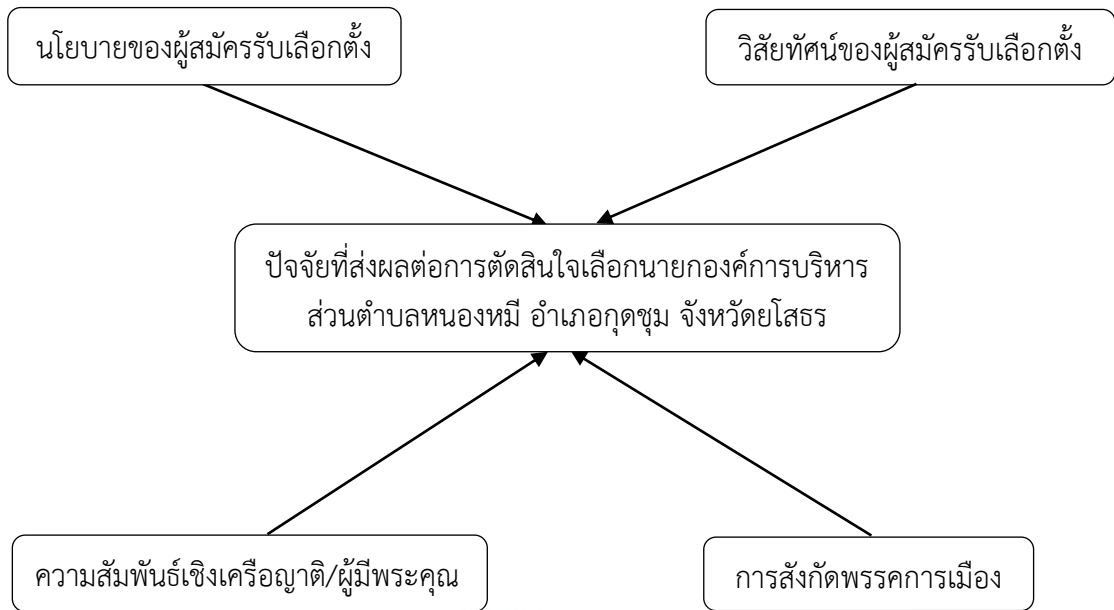 นโยบายของผู้สมัครรับเลือกตั้ง
วิสัยทัศน์ของผู้สมัครรับเลือกตั้ง
ปัจจัยที่ส่งผลต่อการตัดสินใจเลือกนายกองค์การบริหาร
ส่วนตำบลหนองหมี อำเภอกุดชุม จังหวัดยโสธร
ความสัมพันธ์เชิงเครือญาติ/ผู้มีพระคุณ
การสังกัดพรรคการเมือง